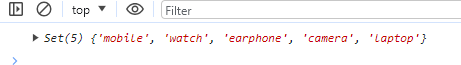 top
Filter
Set(5) {'mobile', 'watch', 'earphone', 'camera', 'laptop'}